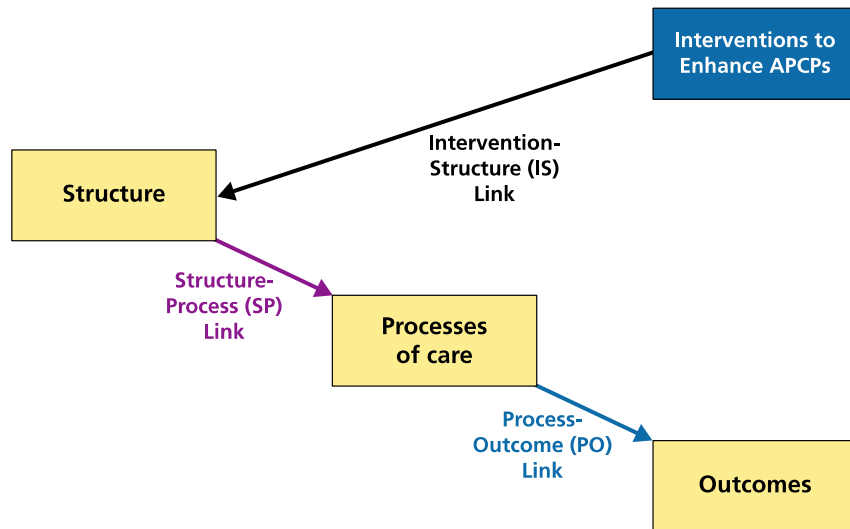 Interventions to
Enhance APCPs
Intervention-
Structure (IS)
Link
Structure
Structure-
Process (SP)
Link
Processes
of care
Process-
Outcome (PO)
Link
Outcomes